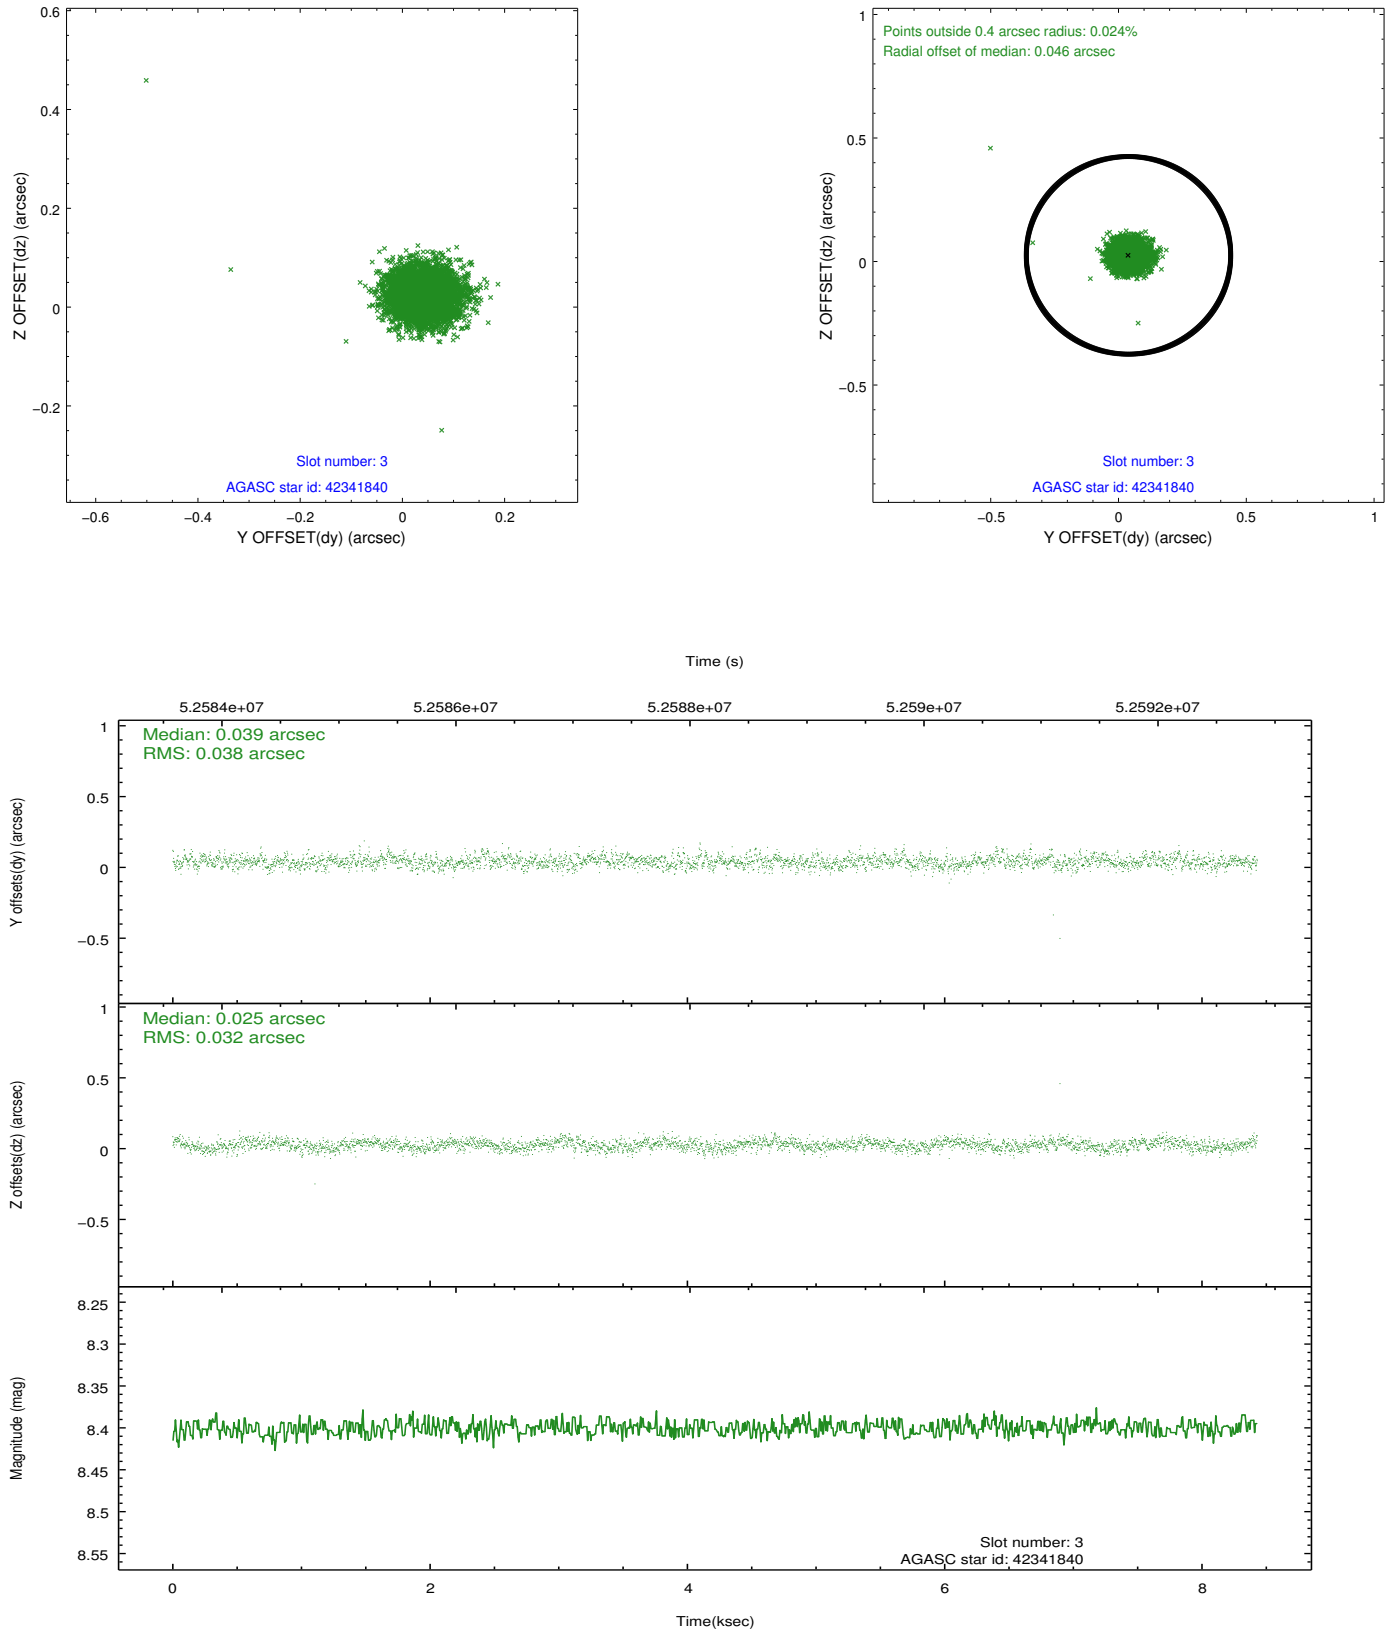 0.6
0.4
0.2
0
−0.2
Z OFFSET(dz) (arcsec)
Slot number: 3
AGASC star id: 42341840
−0.6 −0.4 −0.2 0 0.2
Y OFFSET(dy) (arcsec)
Points outside 0.4 arcsec radius: 0.024%
Radial offset of median: 0.046 arcsec
1
0.5
0
−0.5
Z OFFSET(dz) (arcsec)
Slot number: 3
AGASC star id: 42341840
−0.5 0 0.5 1
Y OFFSET(dy) (arcsec)
Time (s)
5.2584e+07 5.2586e+07 5.2588e+07 5.259e+07 5.2592e+07
Median: 0.039 arcsec
RMS: 0.038 arcsec
1
0.5
0
−0.5
Y offsets(dy) (arcsec)
Median: 0.025 arcsec
RMS: 0.032 arcsec
1
0.5
0
−0.5
Z offsets(dz) (arcsec)
8.25
8.3
8.35
8.4
8.45
8.5
8.55
Magnitude (mag)
Slot number: 3
AGASC star id: 42341840
0 2 4 6 8
Time(ksec)